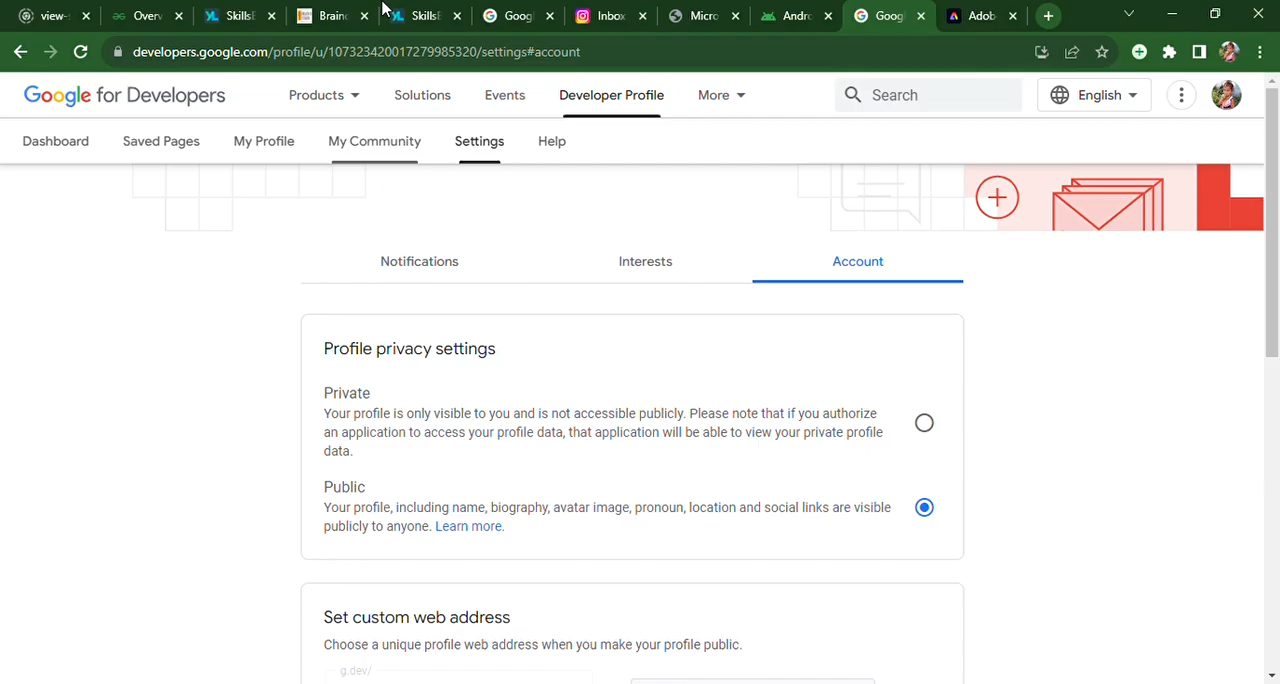 view-
Overv
SkillsE
Brainc
SkillsE
Goog
Inbox
Micro
Andro
Goog
Adob
developers.google.com/profile/u/107323420017279985320/settings#account
Google for Developers
Products
Solutions
Events
Developer Profile
More
Search
English
Dashboard
Saved Pages
My Profile
My Community
Settings
Help
Notifications
Interests
Account
Profile privacy settings
Private
Your profile is only visible to you and is not accessible publicly. Please note that if you authorize
an application to access your profile data, that application will be able to view your private profile
data.
Public
Your profile, including name, biography, avatar image, pronoun, location and social links are visible
publicly to anyone. Learn more.
Set custom web address
Choose a unique profile web address when you make your profile public.
g.dev/